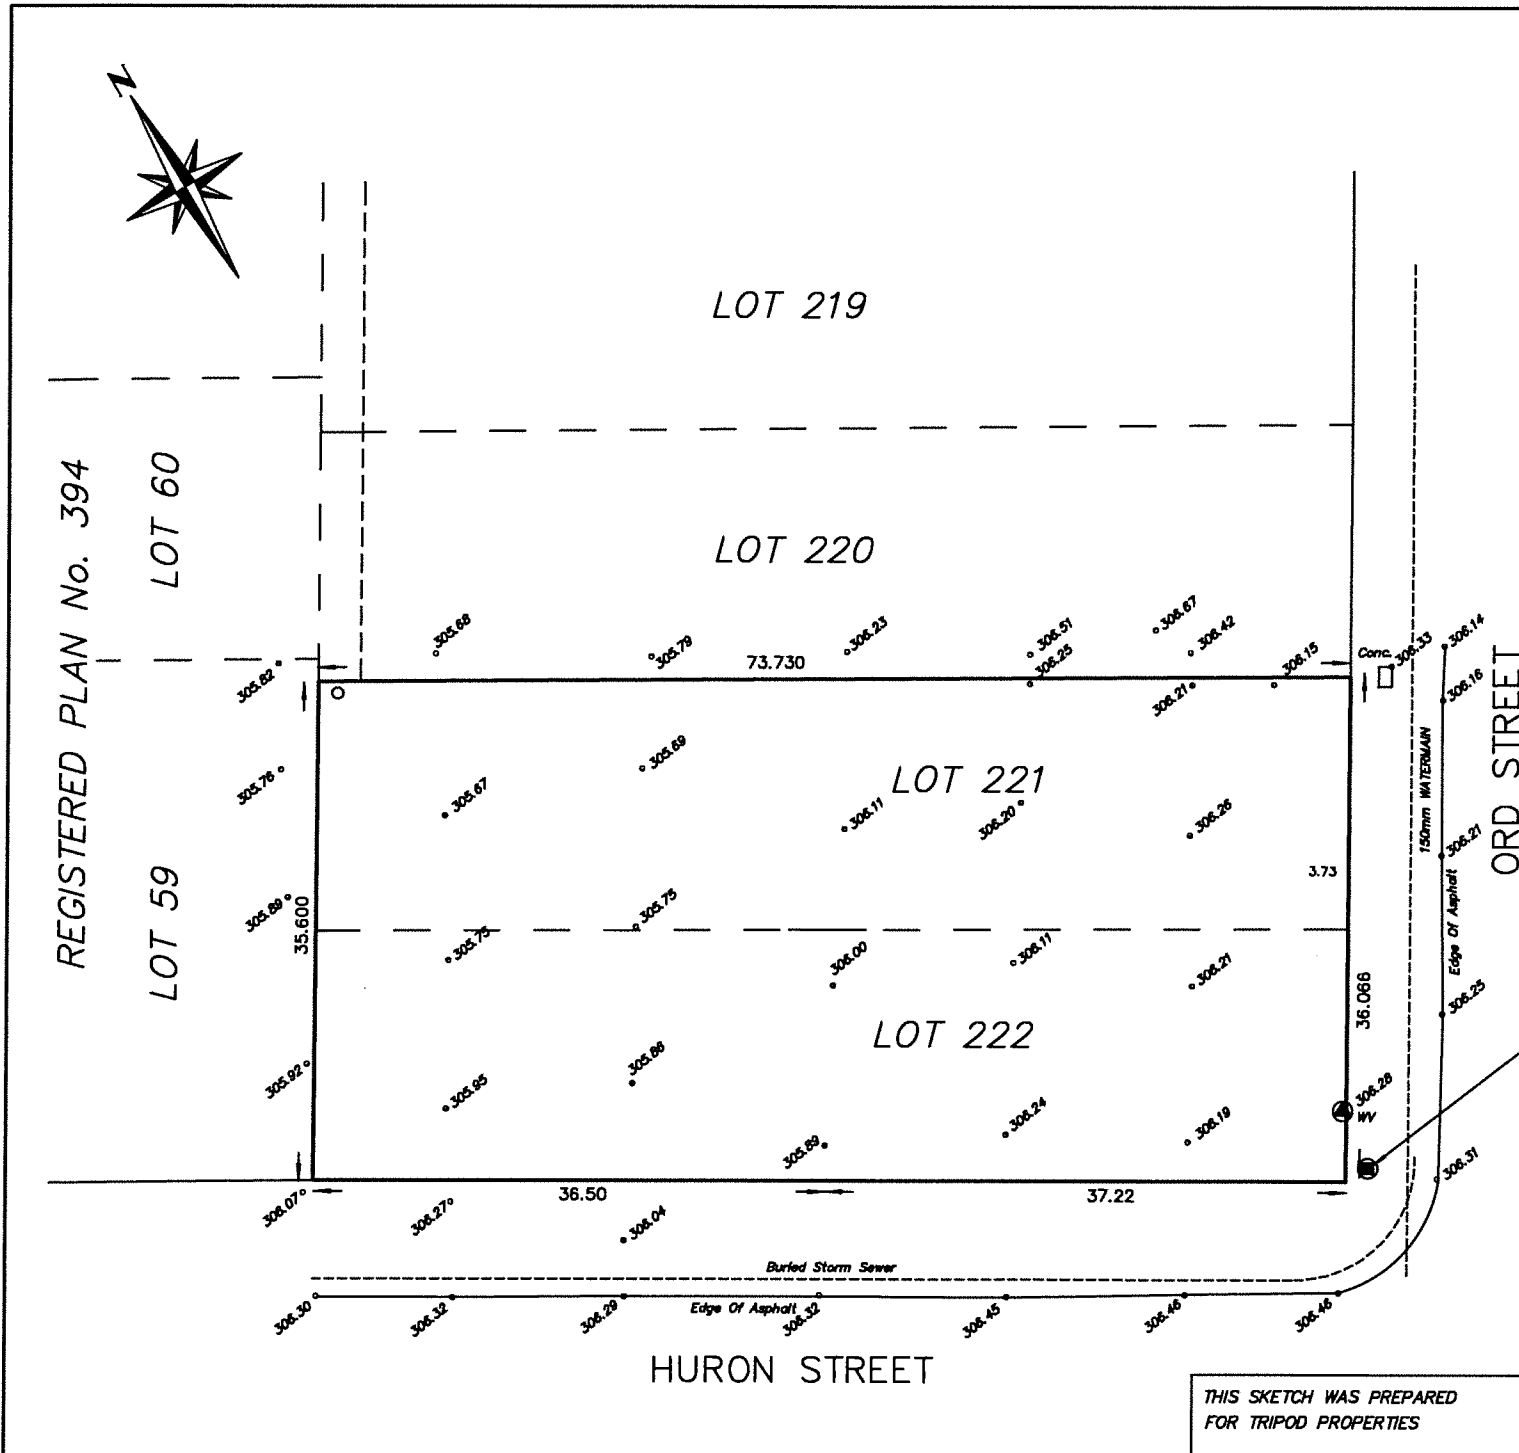 N
LOT 219
REGISTERED PLAN No. 394
LOT 60
LOT 220
305.68
305.79
306.23
306.51
306.67
306.42
306.25
306.21
306.15
Conc.
306.33
306.14
306.16
73.730
305.82
305.76
305.67
305.69
LOT 221
306.11
306.20
306.26
3.73
150mm WATERMAIN
306.21
Edge Of Asphalt
ORD STREET
LOT 59
305.89
35.600
305.75
305.75
306.00
306.11
306.21
36.066
306.25
LOT 222
305.92
305.95
305.86
305.89
306.24
306.19
306.28
WV
306.31
36.50
37.22
306.07
306.27
306.04
Buried Storm Sewer
306.30
306.32
306.29
Edge Of Asphalt
306.32
306.45
306.46
306.46
HURON STREET
THIS SKETCH WAS PREPARED
FOR TRIPOD PROPERTIES